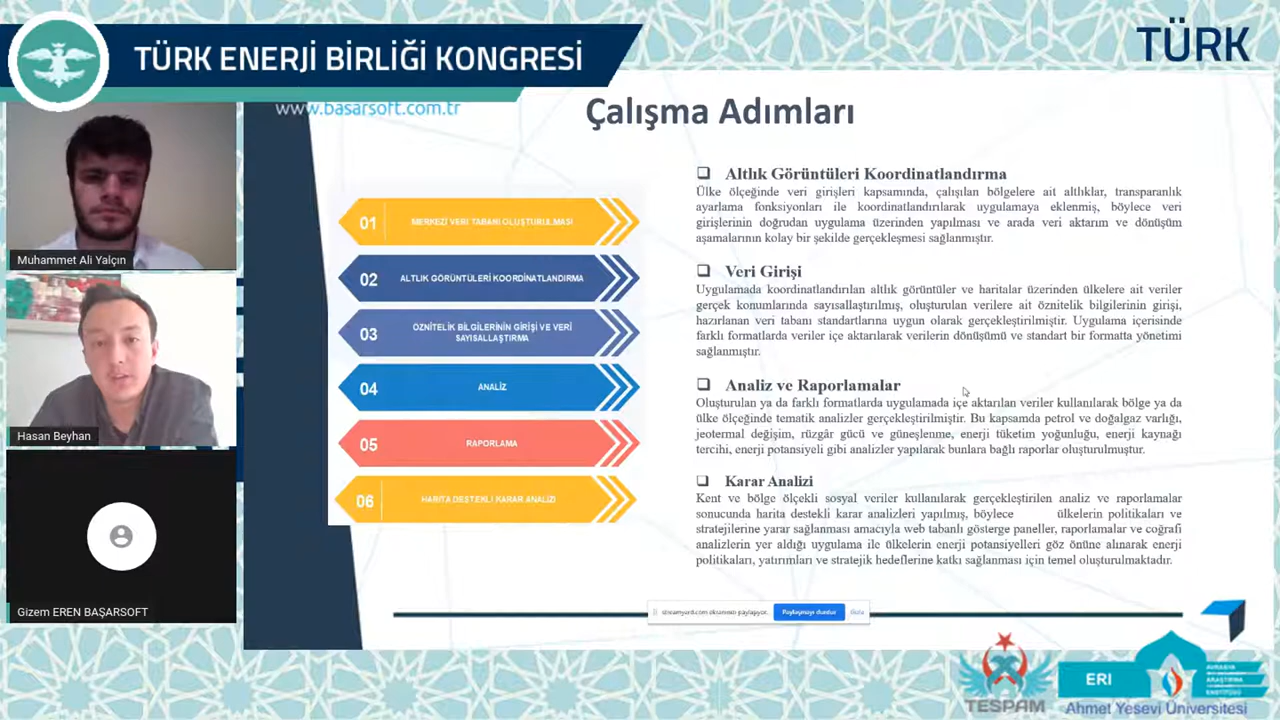 TÜRK ENERJİ BİRLİĞİ KONGRESİ
TÜRK
www.basarsoft.com.tr
Çalışma Adımları
Muhammet Ali Yalçın
Hasan Beyhan
Gizem EREN BAŞARSOFT
01 MERKEZİ VERİ TABANI OLUŞTURULMASI
02 ALTLIK GÖRÜNTÜLERİ KOORDİNATLANDIRMA
03 ÖZNİTELİK BİLGİLERİNİN GİRİŞİ VE VERİ
SAYISALLAŞTIRMA
04 ANALİZ
05 RAPORLAMA
06 HARİTA DESTEKLİ KARAR ANALİZİ
Altlık Görüntüleri Koordinatlandırma
Ülke ölçeğinde veri girişleri kapsamında, çalışılan bölgelere ait altlıklar, transparanlık
ayarlama fonksiyonları ile koordinatlandırılarak uygulamaya eklenmiş, böylece veri
girişlerinin doğrudan uygulama üzerinden yapılması ve arada veri aktarım ve dönüşüm
aşamalarının kolay bir şekilde gerçekleşmesi sağlanmıştır.
Veri Girişi
Uygulamada koordinatlandırılan altlık görüntüler ve haritalar üzerinden ülkelere ait veriler
gerçek konumlarında sayısallaştırılmış, oluşturulan verilere ait öznitelik bilgilerinin girişi,
hazırlanan veri tabanı standartlarına uygun olarak gerçekleştirilmiştir. Uygulama içerisinde
farklı formatlarda veriler içe aktarılarak verilerin dönüşümü ve standart bir formatta yönetimi
sağlanmıştır.
Analiz ve Raporlamalar
Oluşturulan ya da farklı formatlarda uygulamada içe aktarılan veriler kullanılarak bölge ya da
ülke ölçeğinde tematik analizler gerçekleştirilmiştir. Bu kapsamda petrol ve doğalgaz varlığı,
jeotermal değişim, rüzgâr gücü ve güneşlenme, enerji tüketim yoğunluğu, enerji kaynağı
tercihi, enerji potansiyeli gibi analizler yapılarak bunlara bağlı raporlar oluşturulmuştur.
Karar Analizi
Kent ve bölge ölçekli sosyal veriler kullanılarak gerçekleştirilen analiz ve raporlamalar
sonucunda harita destekli karar analizleri yapılmış, böylece ülkelerin politikaları ve
stratejilerine yarar sağlanması amacıyla web tabanlı gösterge paneller, raporlamalar ve coğrafi
analizlerin yer aldığı uygulama ile ülkelerin enerji potansiyelleri göz önüne alınarak enerji
politikaları, yatırımları ve stratejik hedeflerine katkı sağlanması için temel oluşturulmaktadır.
streamyard.com ekranınızı paylaşıyor. Paylaşmayı durdur Gizle
TESPAM
ERI
AVRASYA
ARAŞTIRMA
ENSTİTÜSÜ
Ahmet Yesevi Üniversitesi